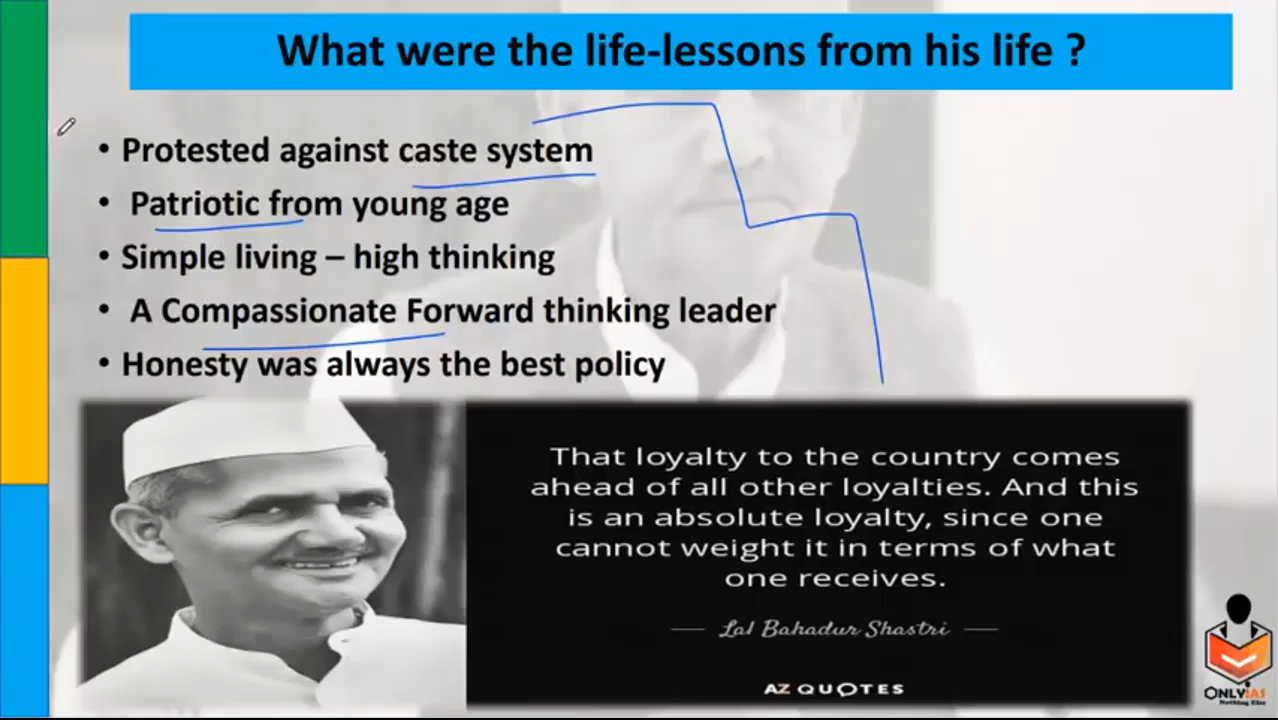 What were the life-lessons from his life ?
• Protested against caste system
• Patriotic from young age
• Simple living – high thinking
• A Compassionate Forward thinking leader
• Honesty was always the best policy
That loyalty to the country comes
ahead of all other loyalties. And this
is an absolute loyalty, since one
cannot weight it in terms of what
one receives.
— Lal Bahadur Shastri —
AZ QUOTES
ONLYIAS
Nothing Else